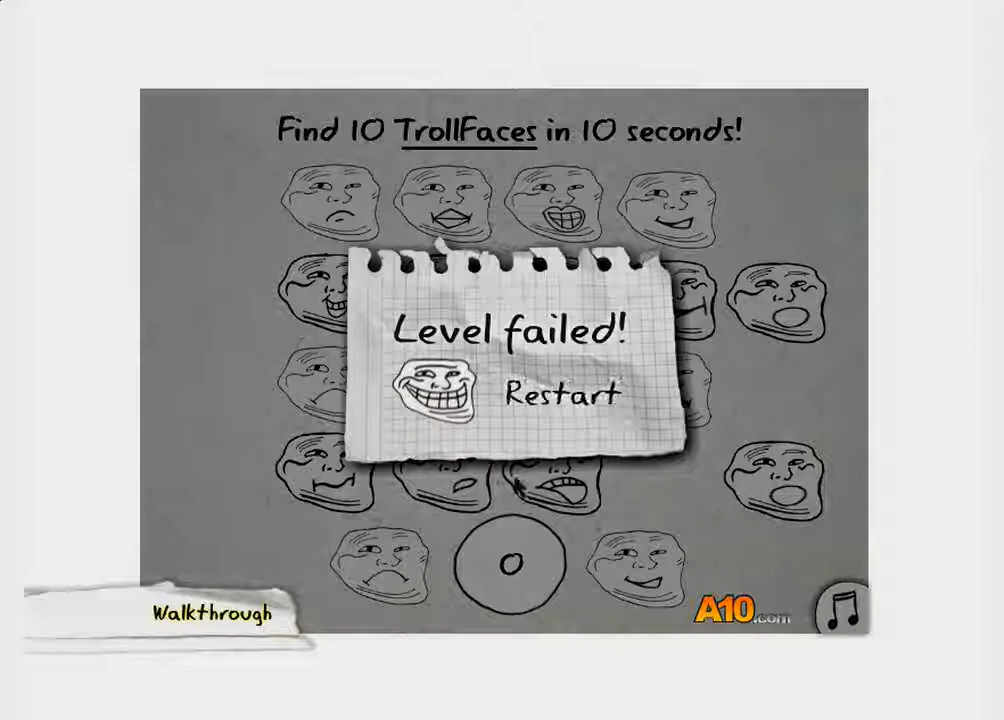 Find 10 TrollFaces in 10 seconds!
Level failed!
Restart
0
Walkthrough
A10.com